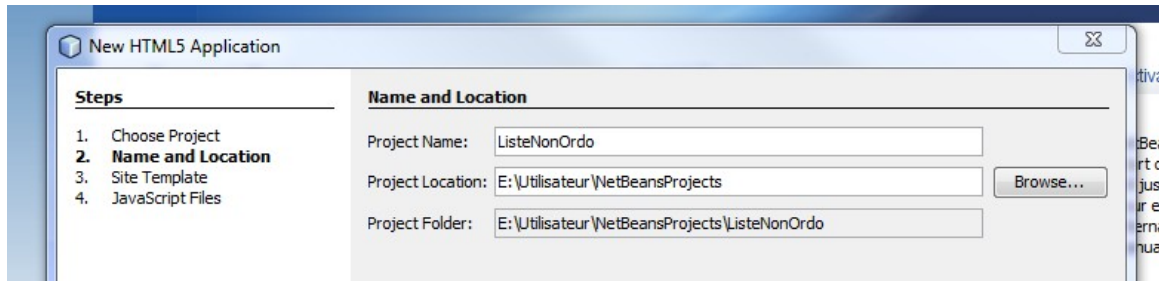 New HTML5 Application
Steps
1. Choose Project
2. Name and Location
3. Site Template
4. JavaScript Files
Name and Location
Project Name: ListeNonOrdo
Project Location: E:\Utilisateur\NetBeansProjects Browse...
Project Folder: E:\Utilisateur\NetBeansProjects\ListeNonOrdo